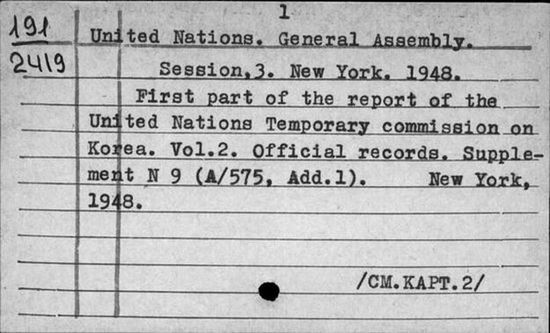 1
191
United Nations. General Assembly.
2419
Session,3. New York. 1948.
First part of the report of the
United Nations Temporary commission on
Korea. Vol.2. Official records. Supple-
ment N 9 (A/575, Add.1). New York,
1948.
/CM.KAPT.2/